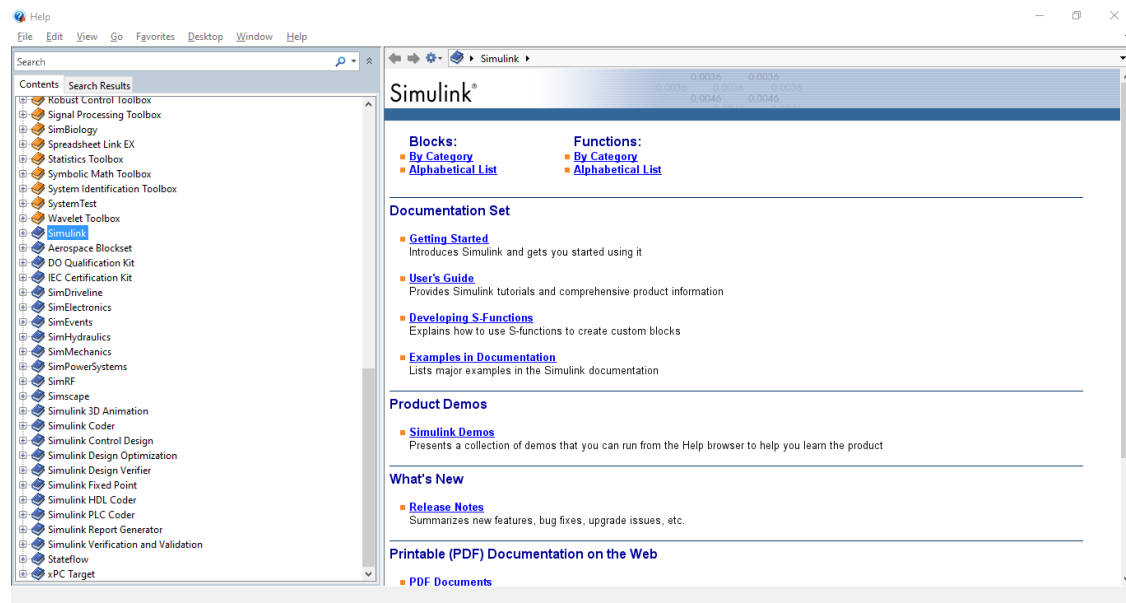 Help
File Edit View Go Favorites Desktop Window Help
Search
Simulink
Contents Search Results
Robust Control Toolbox
Signal Processing Toolbox
SimBiology
Spreadsheet Link EX
Statistics Toolbox
Symbolic Math Toolbox
System Identification Toolbox
SystemTest
Wavelet Toolbox
Simulink
Aerospace Blockset
DO Qualification Kit
IEC Certification Kit
SimDriveline
SimElectronics
SimEvents
SimHydraulics
SimMechanics
SimPowerSystems
SimRF
Simscape
Simulink 3D Animation
Simulink Coder
Simulink Control Design
Simulink Design Optimization
Simulink Design Verifier
Simulink Fixed Point
Simulink HDL Coder
Simulink PLC Coder
Simulink Report Generator
Simulink Verification and Validation
Stateflow
xPC Target
0.0036 0.0036
0.0036 0.0036 0.0036
0.0046 0.0046
Simulink®
Blocks: Functions:
By Category By Category
Alphabetical List Alphabetical List
Documentation Set
Getting Started
Introduces Simulink and gets you started using it
User's Guide
Provides Simulink tutorials and comprehensive product information
Developing S-Functions
Explains how to use S-functions to create custom blocks
Examples in Documentation
Lists major examples in the Simulink documentation
Product Demos
Simulink Demos
Presents a collection of demos that you can run from the Help browser to help you learn the product
What's New
Release Notes
Summarizes new features, bug fixes, upgrade issues, etc.
Printable (PDF) Documentation on the Web
PDF Documents